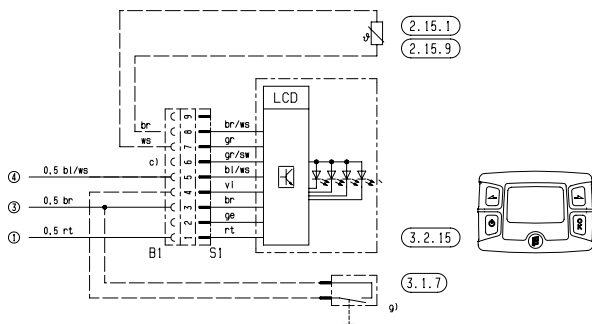 2.15.1
ϑ
2.15.9
LCD
9
br
8
br/ws
ws
7
gr
c)
6
gr/sw
④ 0,5 bl/ws
5
bl/ws
4
vl
③ 0,5 br
3
br
2
ge
① 0,5 rt
1
rt
B1
S1
3.2.15
3.1.7
g)